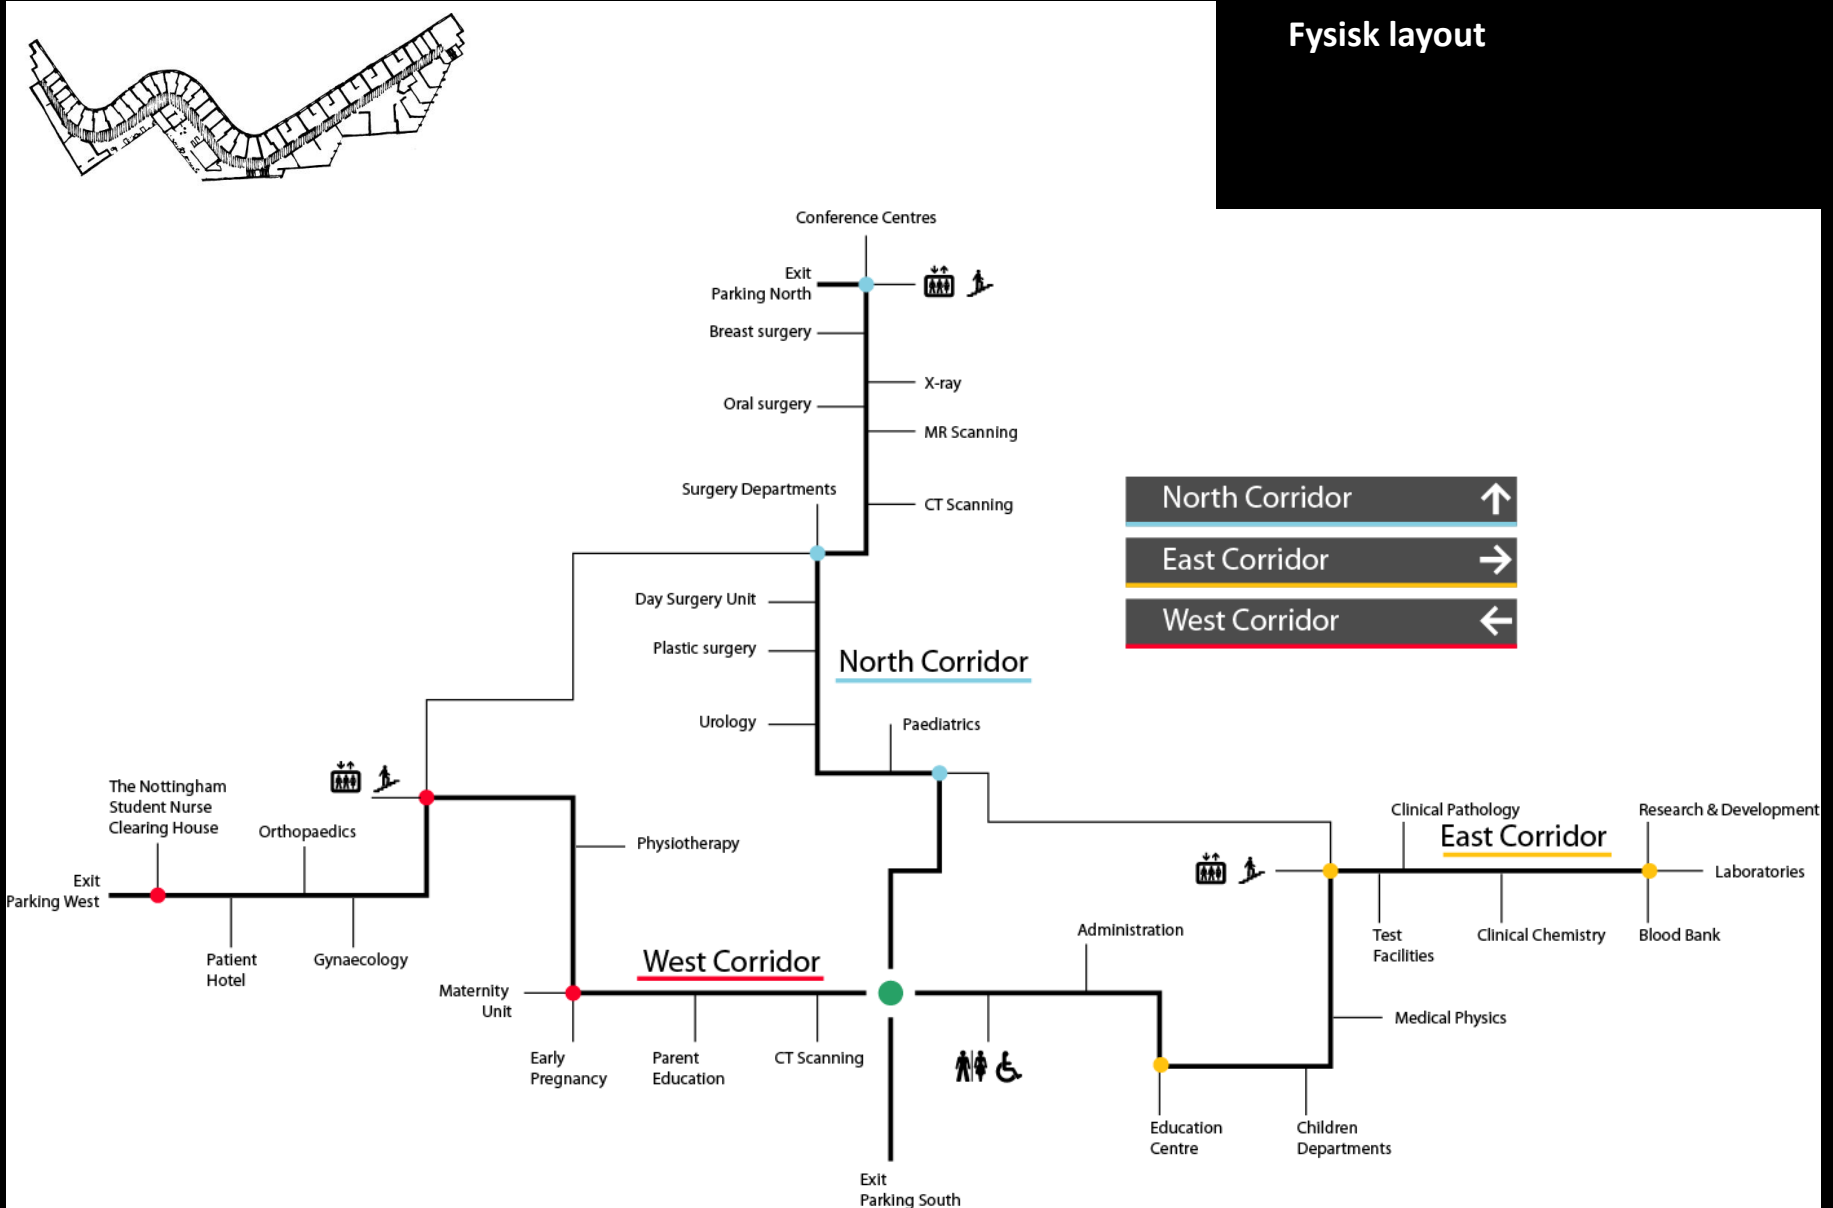 Fysisk layout
Conference Centres
Exit
Parking North
Breast surgery
X-ray
Oral surgery
MR Scanning
Surgery Departments
CT Scanning
North Corridor
East Corridor
West Corridor
Day Surgery Unit
Plastic surgery
North Corridor
Urology
Paediatrics
The Nottingham
Student Nurse
Clearing House
Orthopaedics
Physiotherapy
Exit
Parking West
Patient
Hotel
Gynaecology
Clinical Pathology
Research & Development
East Corridor
Laboratories
Test
Facilities
Clinical Chemistry
Blood Bank
Administration
West Corridor
Maternity
Unit
Medical Physics
Early
Pregnancy
Parent
Education
CT Scanning
Education
Centre
Children
Departments
Exit
Parking South